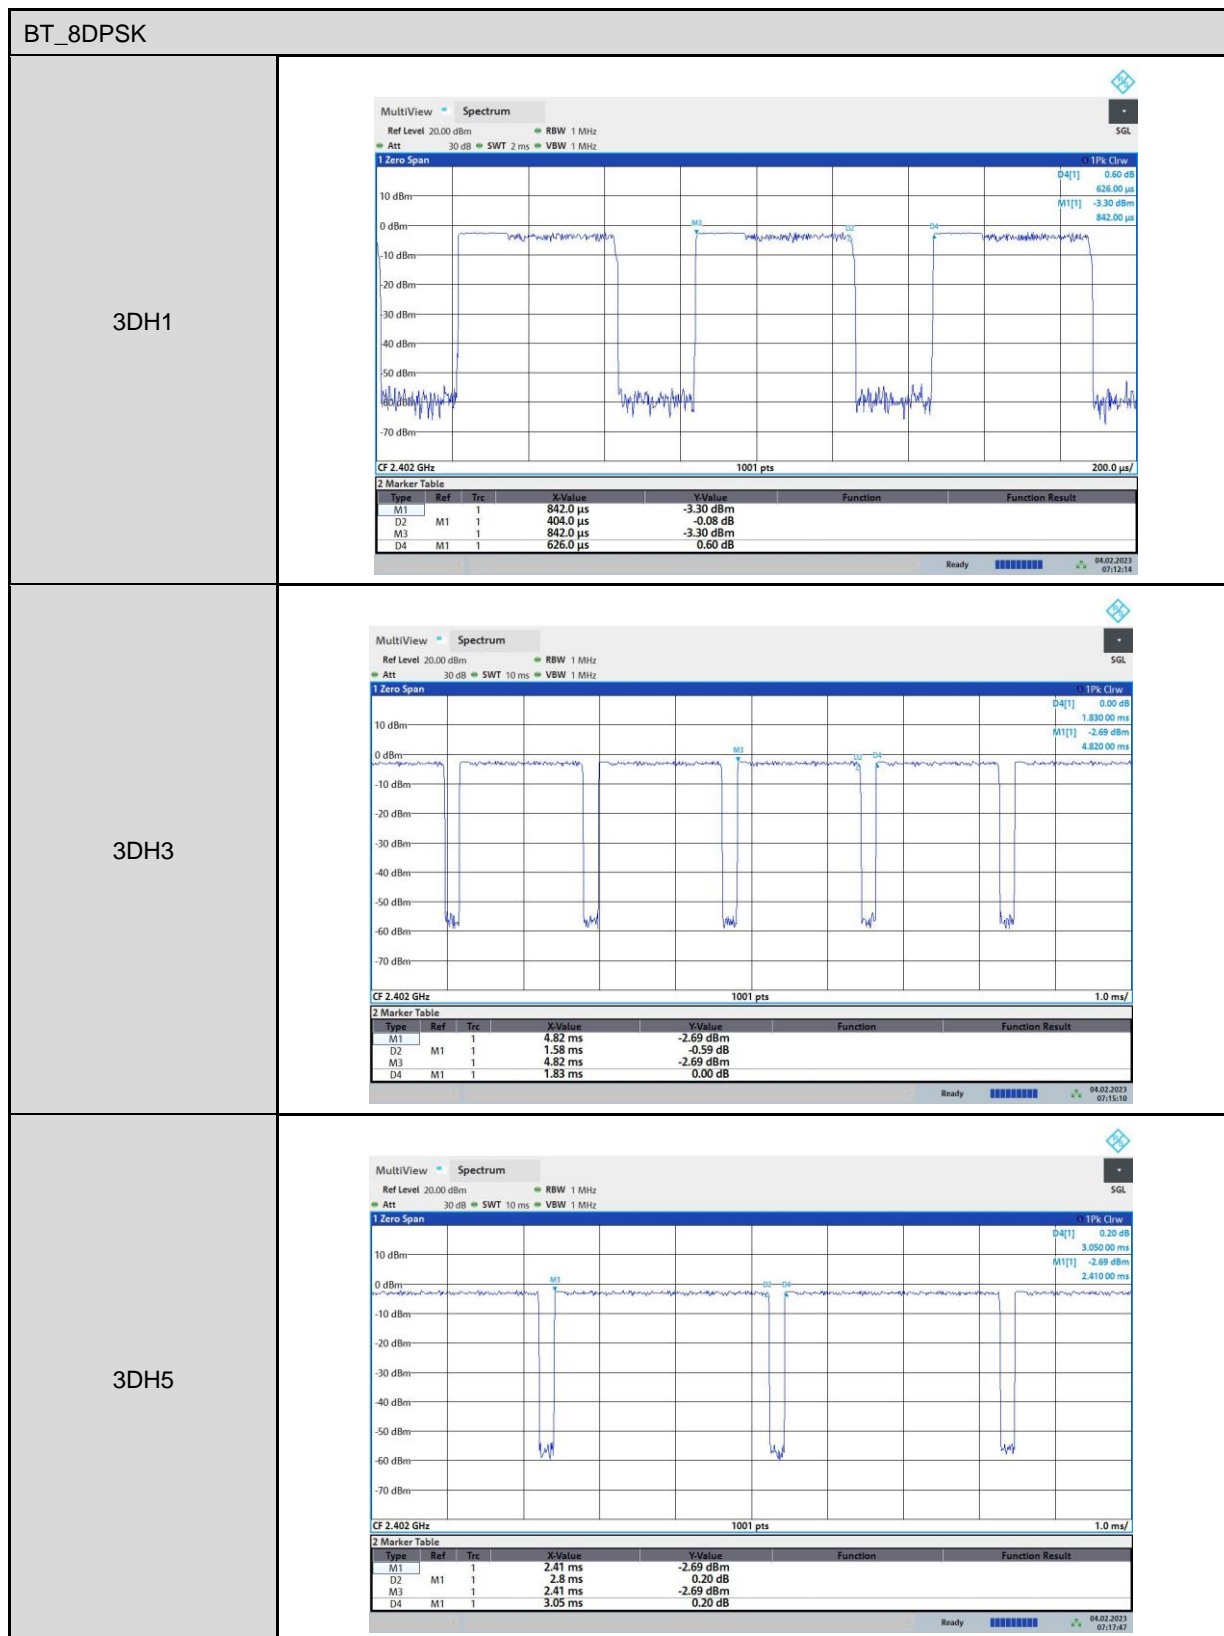 BT_8DPSK
3DH1
MultiView Spectrum
Ref Level 20.00 dBm RBW 1 MHz SGL
Att 30 dB SWT 2 ms VBW 1 MHz
1 Zero Span 1Pk Clrw
D4[1] 0.60 dB
626.00 µs
M1[1] -3.30 dBm
842.00 µs
10 dBm
0 dBm
M3 D2 D4
-10 dBm
-20 dBm
-30 dBm
-40 dBm
-50 dBm
-60 dBm
-70 dBm
CF 2.402 GHz 1001 pts 200.0 µs/
2 Marker Table
Type Ref Trc X-Value Y-Value Function Function Result
M1 1 842.0 µs -3.30 dBm
D2 M1 1 404.0 µs -0.08 dB
M3 1 842.0 µs -3.30 dBm
D4 M1 1 626.0 µs 0.60 dB
Ready 04.02.2023
07:12:14
3DH3
MultiView Spectrum
Ref Level 20.00 dBm RBW 1 MHz SGL
Att 30 dB SWT 10 ms VBW 1 MHz
1 Zero Span 1Pk Clrw
D4[1] 0.00 dB
1.830 00 ms
M1[1] -2.69 dBm
4.820 00 ms
10 dBm
0 dBm
M3 D2 D4
-10 dBm
-20 dBm
-30 dBm
-40 dBm
-50 dBm
-60 dBm
-70 dBm
CF 2.402 GHz 1001 pts 1.0 ms/
2 Marker Table
Type Ref Trc X-Value Y-Value Function Function Result
M1 1 4.82 ms -2.69 dBm
D2 M1 1 1.58 ms -0.59 dB
M3 1 4.82 ms -2.69 dBm
D4 M1 1 1.83 ms 0.00 dB
Ready 04.02.2023
07:15:10
3DH5
MultiView Spectrum
Ref Level 20.00 dBm RBW 1 MHz SGL
Att 30 dB SWT 10 ms VBW 1 MHz
1 Zero Span 1Pk Clrw
D4[1] 0.20 dB
3.050 00 ms
M1[1] -2.69 dBm
2.410 00 ms
10 dBm
0 dBm
M3 D2 D4
-10 dBm
-20 dBm
-30 dBm
-40 dBm
-50 dBm
-60 dBm
-70 dBm
CF 2.402 GHz 1001 pts 1.0 ms/
2 Marker Table
Type Ref Trc X-Value Y-Value Function Function Result
M1 1 2.41 ms -2.69 dBm
D2 M1 1 2.8 ms 0.20 dB
M3 1 2.41 ms -2.69 dBm
D4 M1 1 3.05 ms 0.20 dB
Ready 04.02.2023
07:17:47